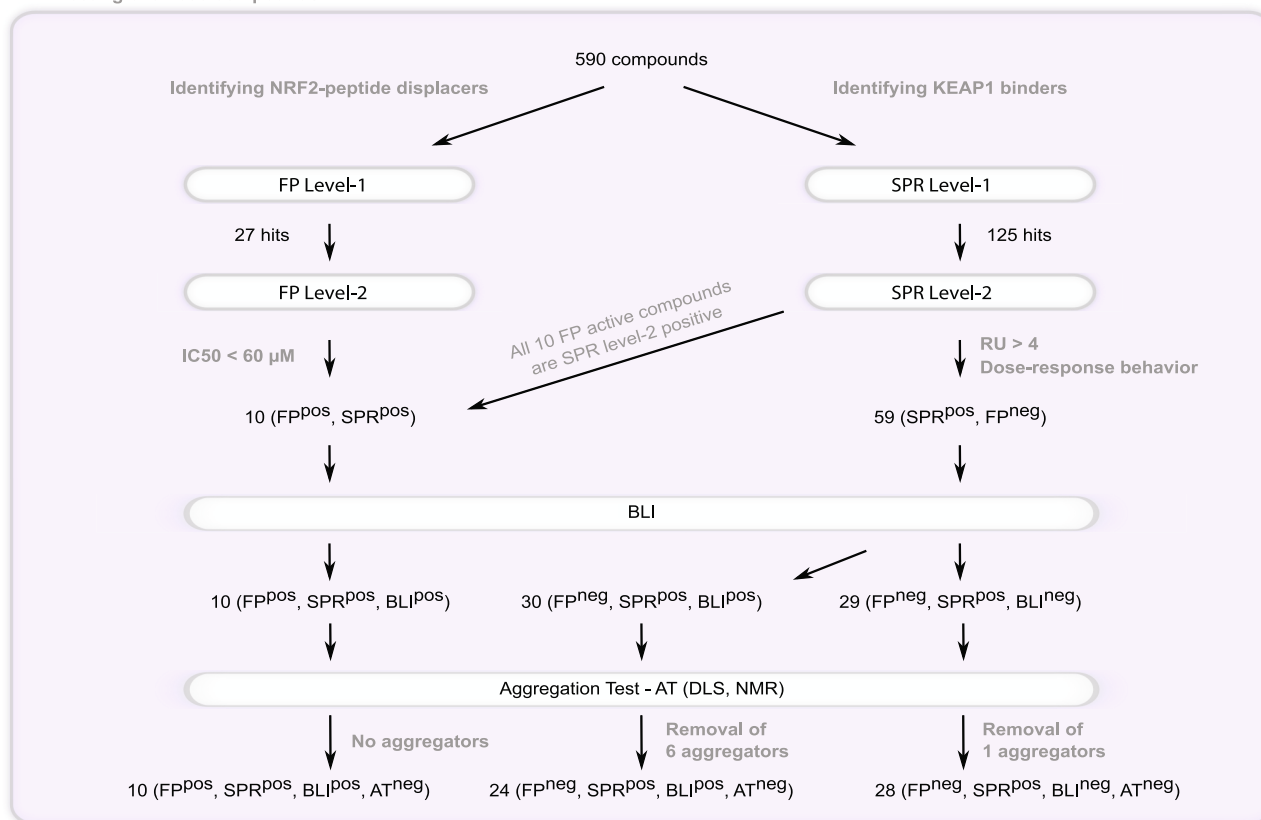 590 compounds
Identifying NRF2-peptide displacers
Identifying KEAP1 binders
FP Level-1
SPR Level-1
27 hits
125 hits
FP Level-2
SPR Level-2
All 10 FP active compounds
are SPR level-2 positive
IC50 < 60 µM
RU > 4
Dose-response behavior
10 (FPpos, SPRpos)
59 (SPRpos, FPneg)
BLI
10 (FPpos, SPRpos, BLIpos)
30 (FPneg, SPRpos, BLIpos)
29 (FPneg, SPRpos, BLIneg)
Aggregation Test - AT (DLS, NMR)
No aggregators
Removal of
6 aggregators
Removal of
1 aggregators
10 (FPpos, SPRpos, BLIpos, ATneg)
24 (FPneg, SPRpos, BLIpos, ATneg)
28 (FPneg, SPRpos, BLIneg, ATneg)